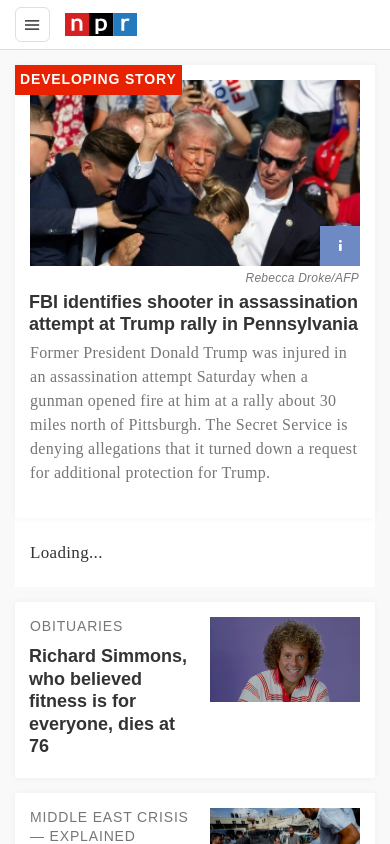 npr
DEVELOPING STORY
Rebecca Droke/AFP
FBI identifies shooter in assassination
attempt at Trump rally in Pennsylvania
Former President Donald Trump was injured in
an assassination attempt Saturday when a
gunman opened fire at him at a rally about 30
miles north of Pittsburgh. The Secret Service is
denying allegations that it turned down a request
for additional protection for Trump.
Loading...
OBITUARIES
Richard Simmons,
who believed
fitness is for
everyone, dies at
76
MIDDLE EAST CRISIS
— EXPLAINED